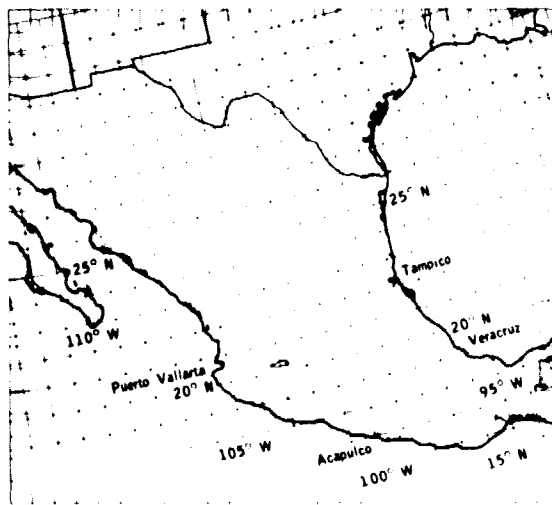 25° N
Tampico
25° N
20° N
Veracruz
110° W
Puerto Vallarta
20° N
95° W
105° W
Acapulco
100° W
15° N